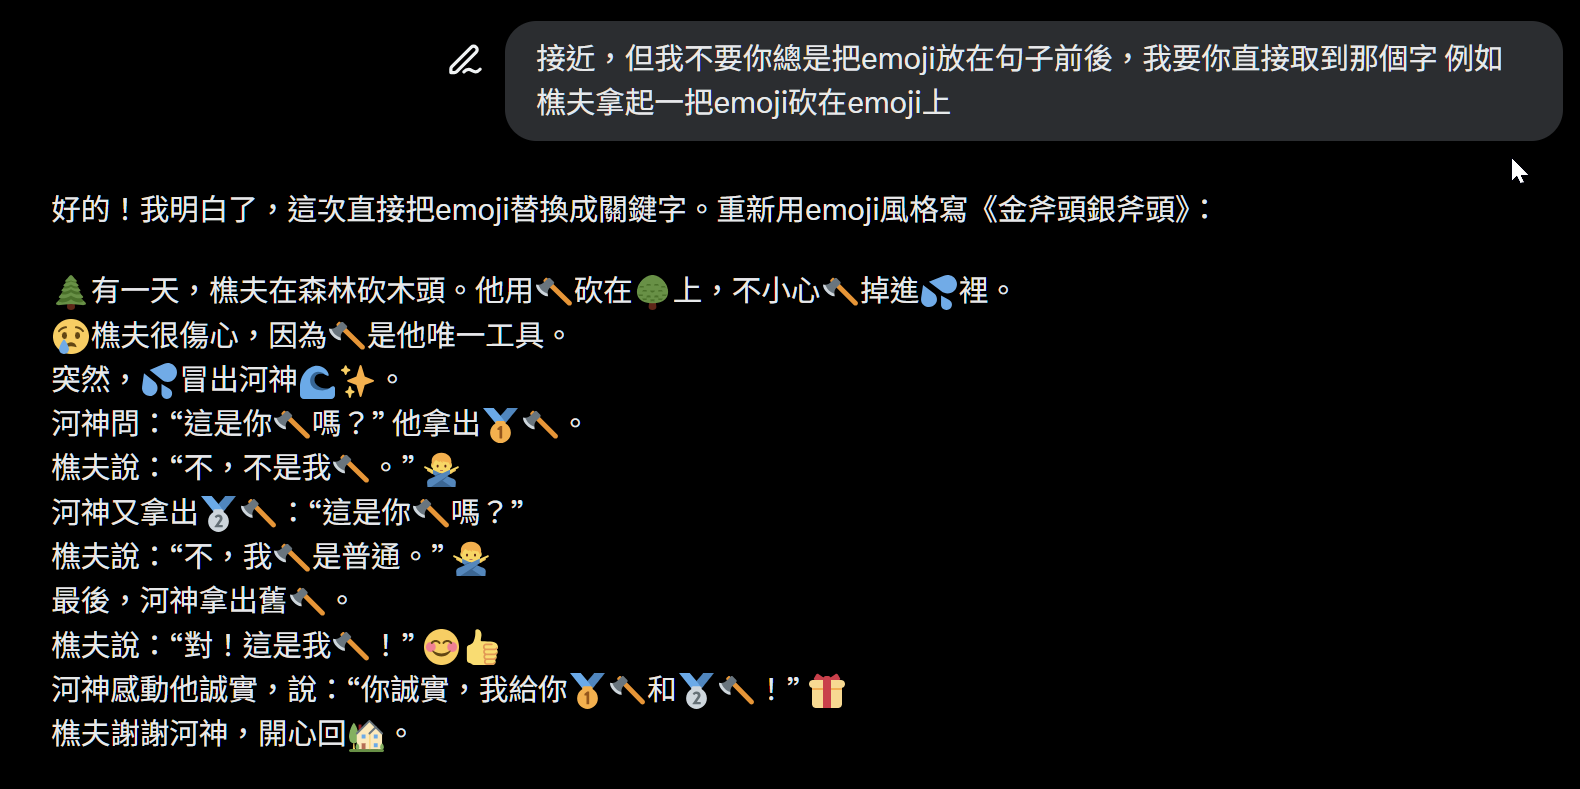 接近，但我不要你總是把emoji放在句子前後，我要你直接取到那個字 例如
樵夫拿起一把emoji砍在emoji上
好的！我明白了，這次直接把emoji替換成關鍵字。重新用emoji風格寫《金斧頭銀斧頭》：
🌲有一天，樵夫在森林砍木頭。他用🪓砍在🌳上，不小心🪓掉進💦裡。
😢樵夫很傷心，因為🪓是他唯一工具。
突然，💦冒出河神🌊✨。
河神問：“這是你🪓嗎？” 他拿出🥇🪓。
樵夫說：“不，不是我🪓。” 🙅‍♂️
河神又拿出🥈🪓：“這是你🪓嗎？”
樵夫說：“不，我🪓是普通。” 🙅‍♂️
最後，河神拿出舊🪓。
樵夫說：“對！這是我🪓！” 😊👍
河神感動他誠實，說：“你誠實，我給你🥇🪓和🥈🪓！” 🎁
樵夫謝謝河神，開心回🏡。